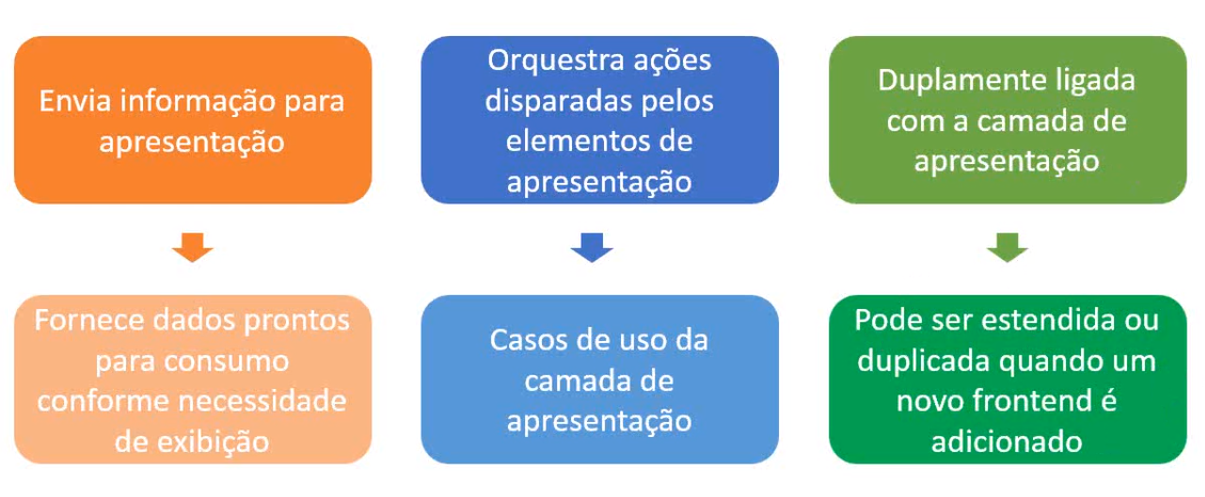 Envia informação para
apresentação
Orquestra ações
disparadas pelos
elementos de
apresentação
Duplamente ligada
com a camada de
apresentação
Fornece dados prontos
para consumo
conforme necessidade
de exibição
Casos de uso da
camada de
apresentação
Pode ser estendida ou
duplicada quando um
novo frontend é
adicionado